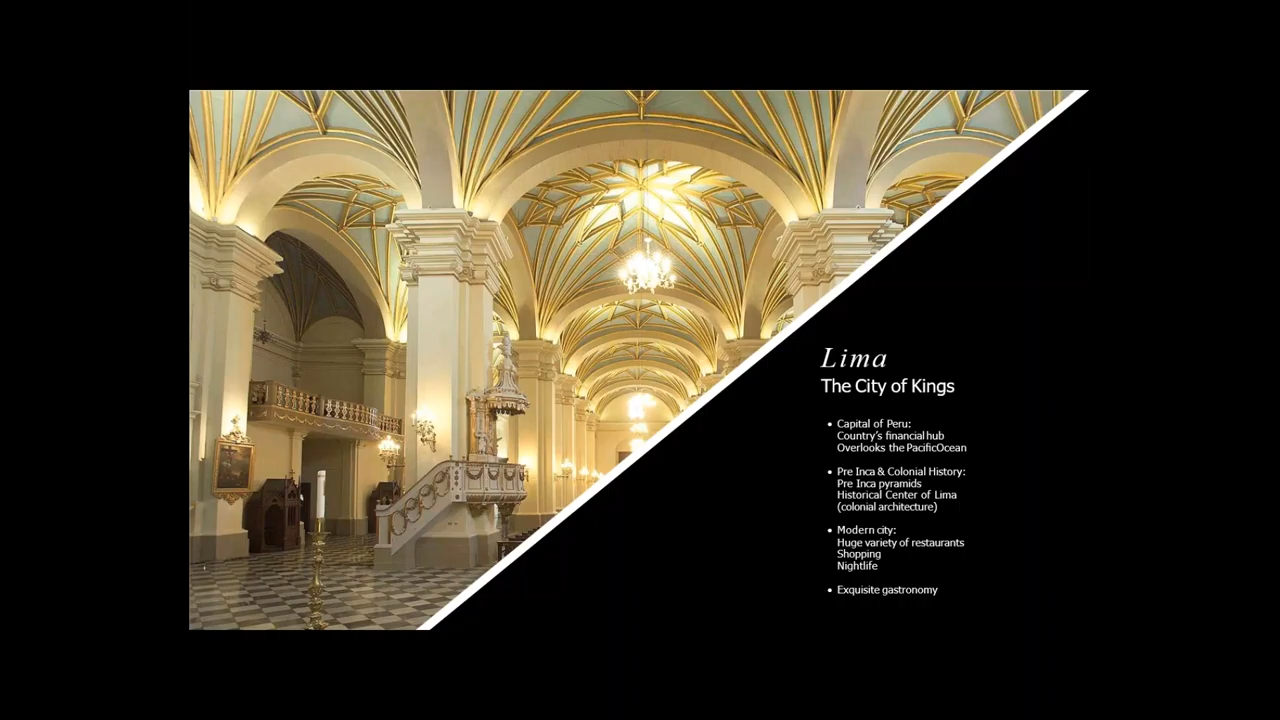 Lima
The City of Kings
• Capital of Peru:
Country's financial hub
Overlooks the PacificOcean
• Pre Inca & Colonial History:
Pre Inca pyramids
Historical Center of Lima
(colonial architecture)
• Modern city:
Huge variety of restaurants
Shopping
Nightlife
• Exquisite gastronomy